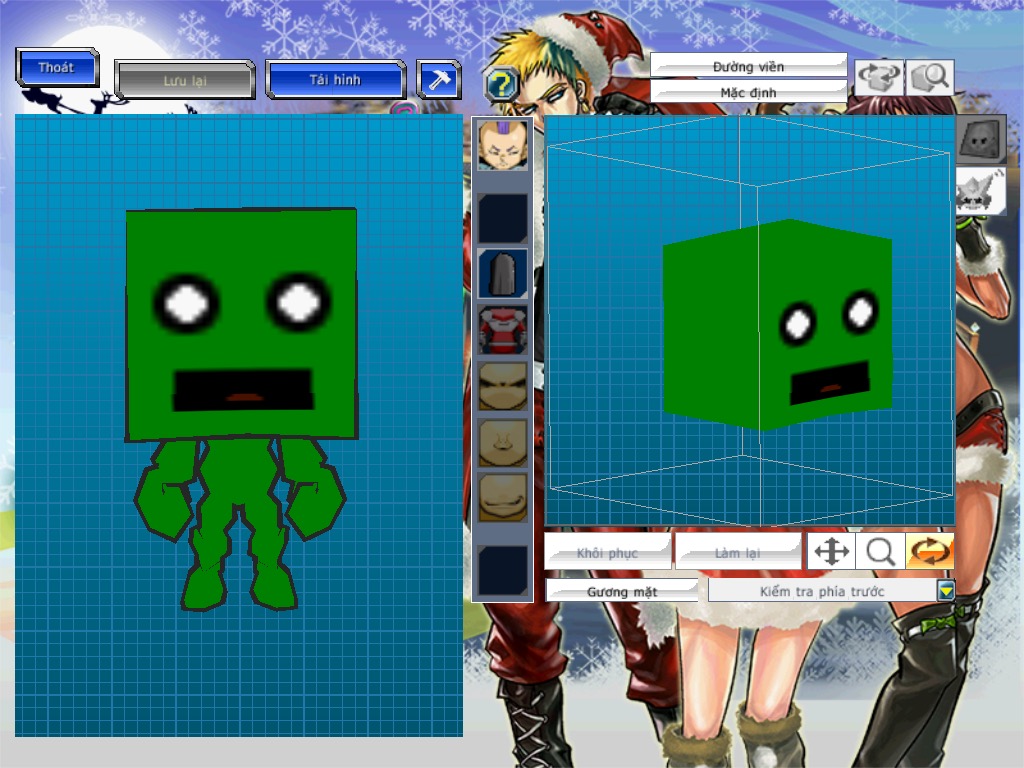 Thoát
Lưu lại
Tải hình
?
Đường viền
Mặc định
Khôi phục
Làm lại
Gương mặt
Kiểm tra phía trước